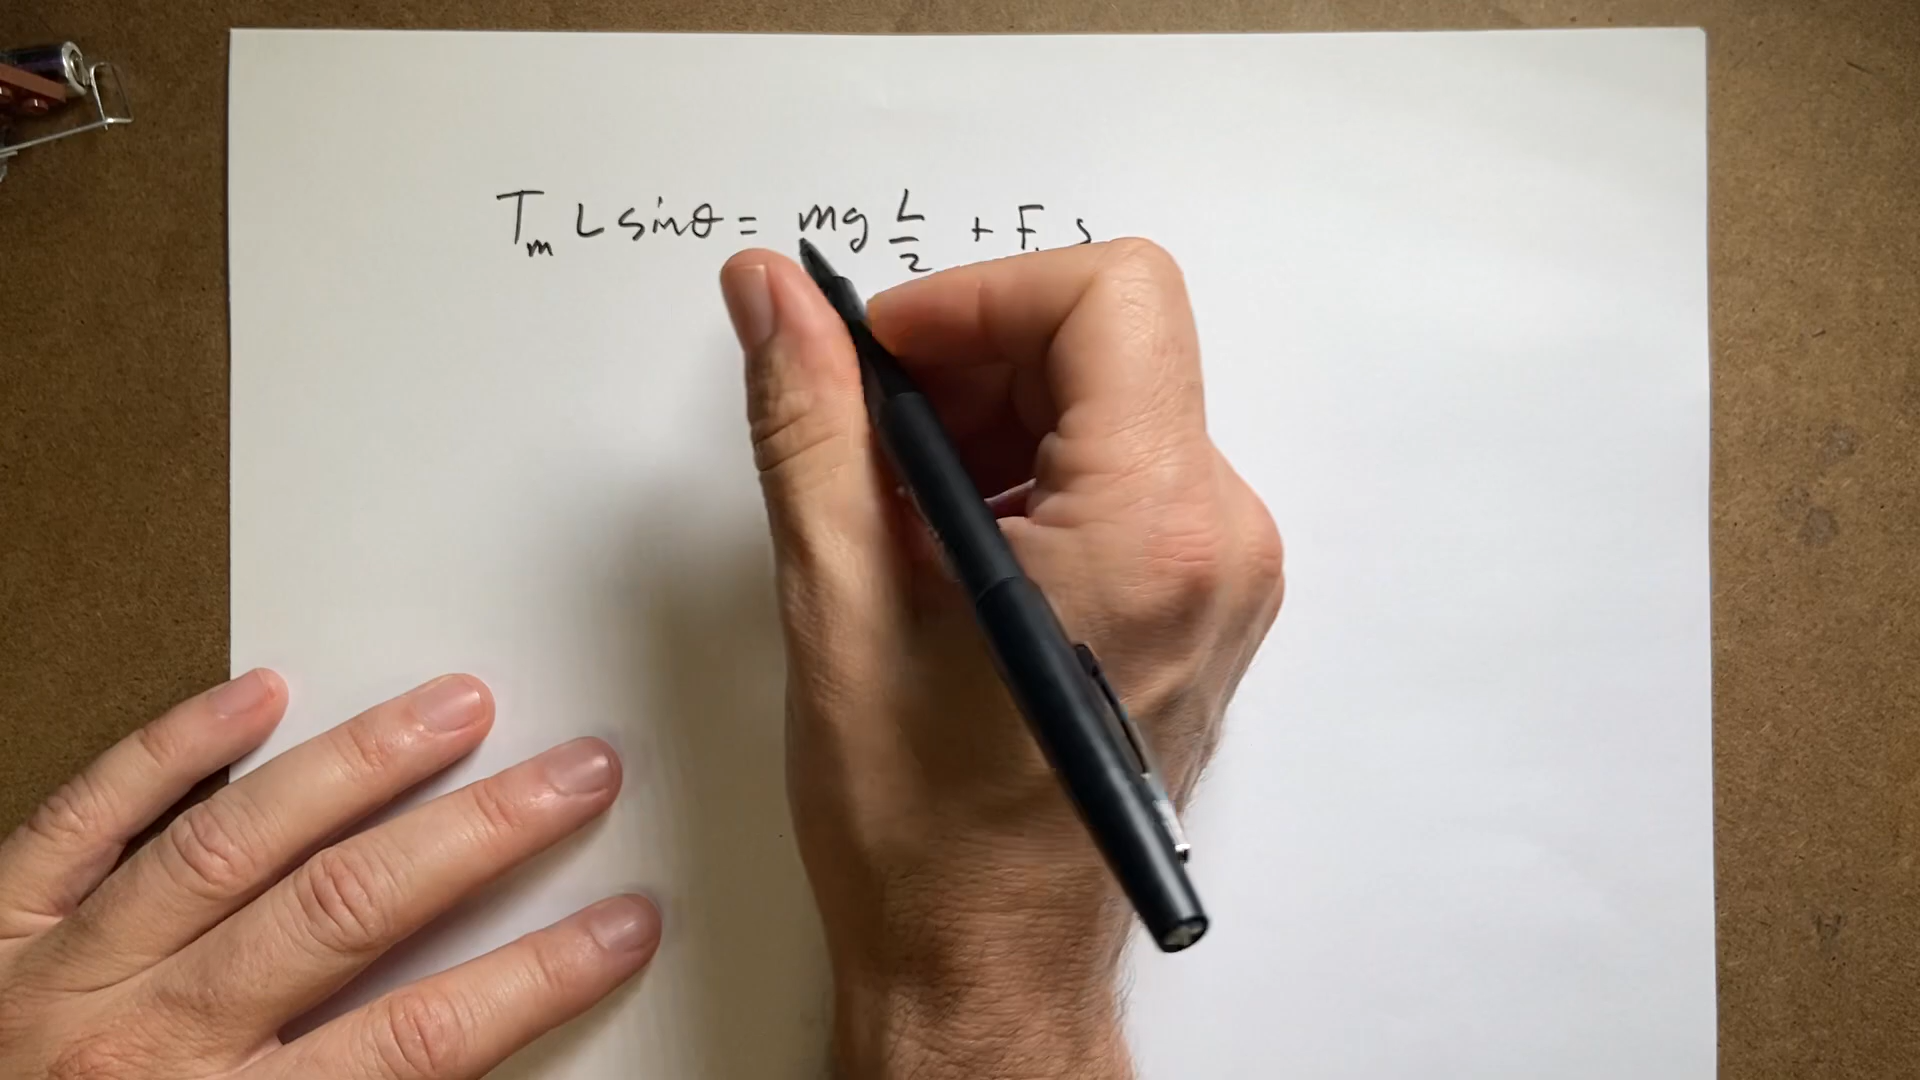 T_m L sinθ = mg L/2 + F